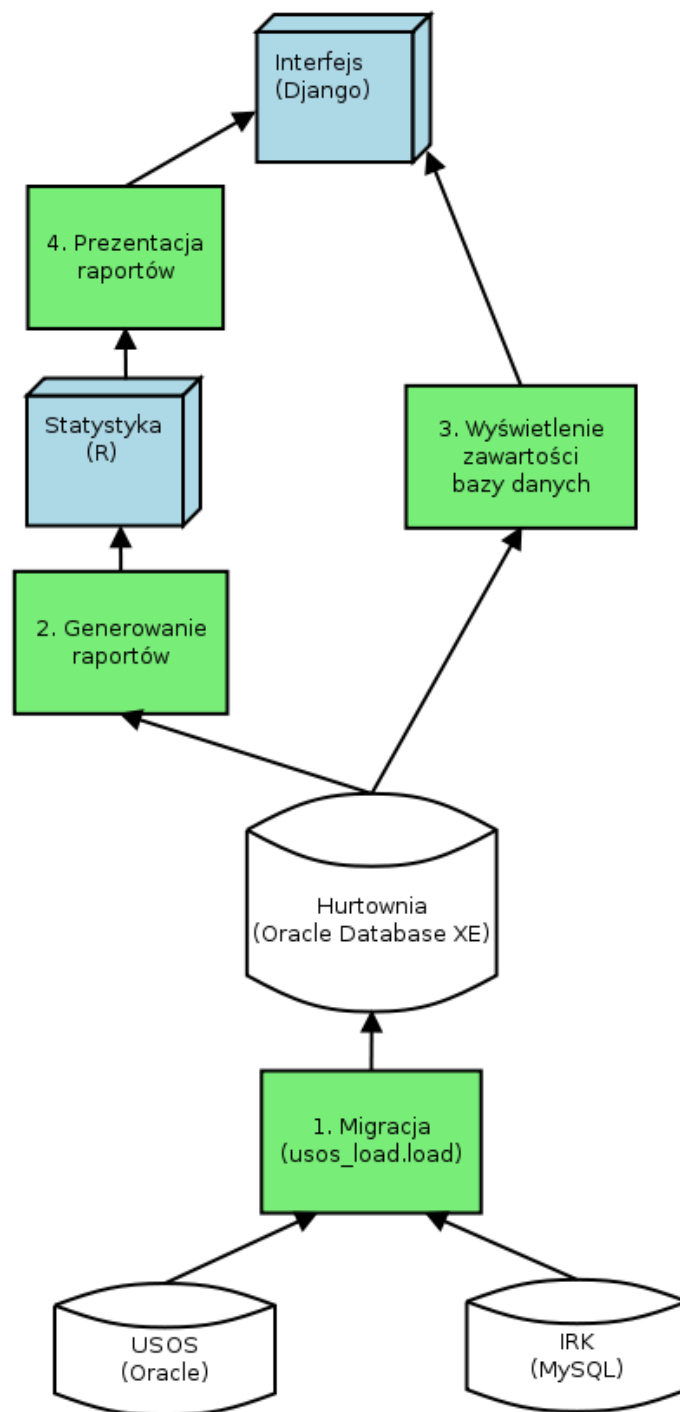 Interfejs
(Django)
4. Prezentacja
raportów
Statystyka
(R)
3. Wyświetlenie
zawartości
bazy danych
2. Generowanie
raportów
Hurtownia
(Oracle Database XE)
1. Migracja
(usos_load.load)
USOS
(Oracle)
IRK
(MySQL)